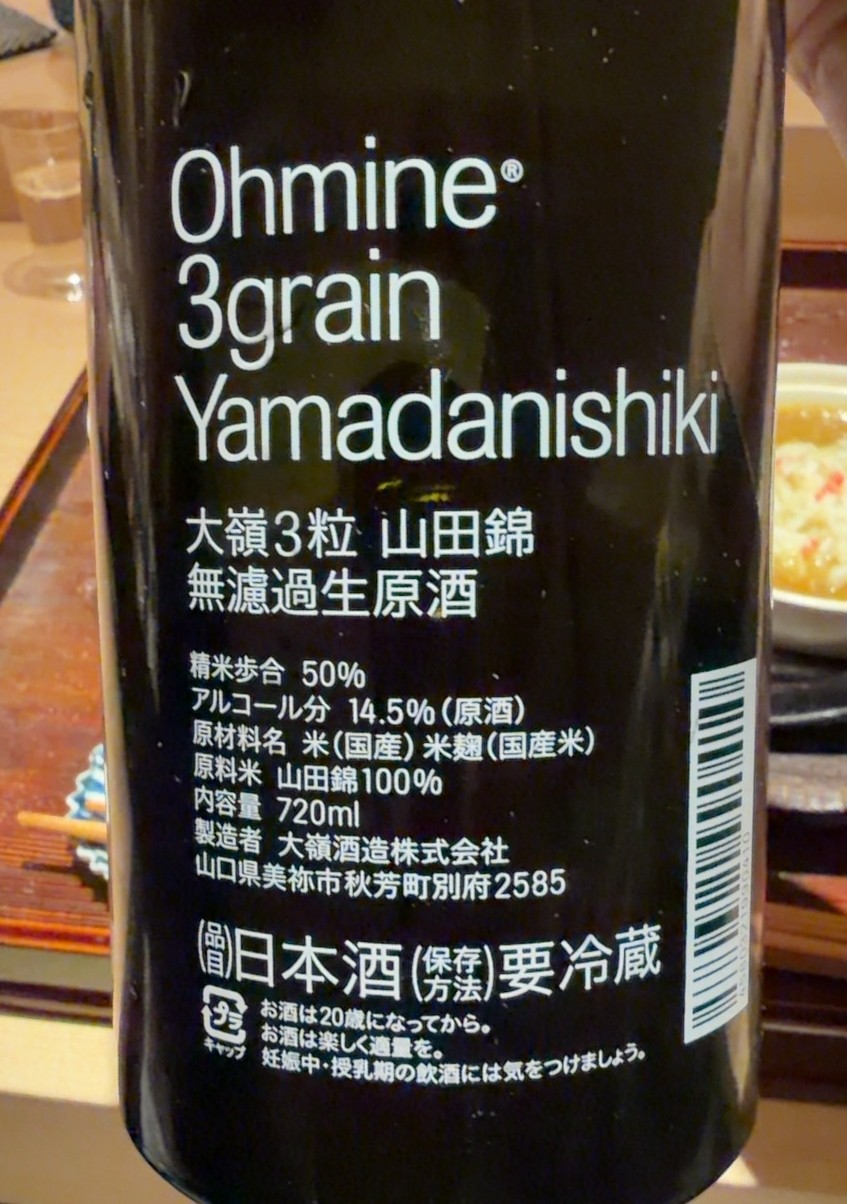 Ohmine®
3grain
Yamadanishiki
大嶺3粒 山田錦
無濾過生原酒
精米歩合 50%
アルコール分 14.5%(原酒)
原材料名 米(国産) 米麹(国産米)
原料米 山田錦100%
内容量 720ml
製造者 大嶺酒造株式会社
山口県美祢市秋芳町別府2585
(品目)日本酒(保存方法)要冷蔵
プラ
キャップ
お酒は20歳になってから。
お酒は楽しく適量を。
妊娠中・授乳期の飲酒には気をつけましょう。